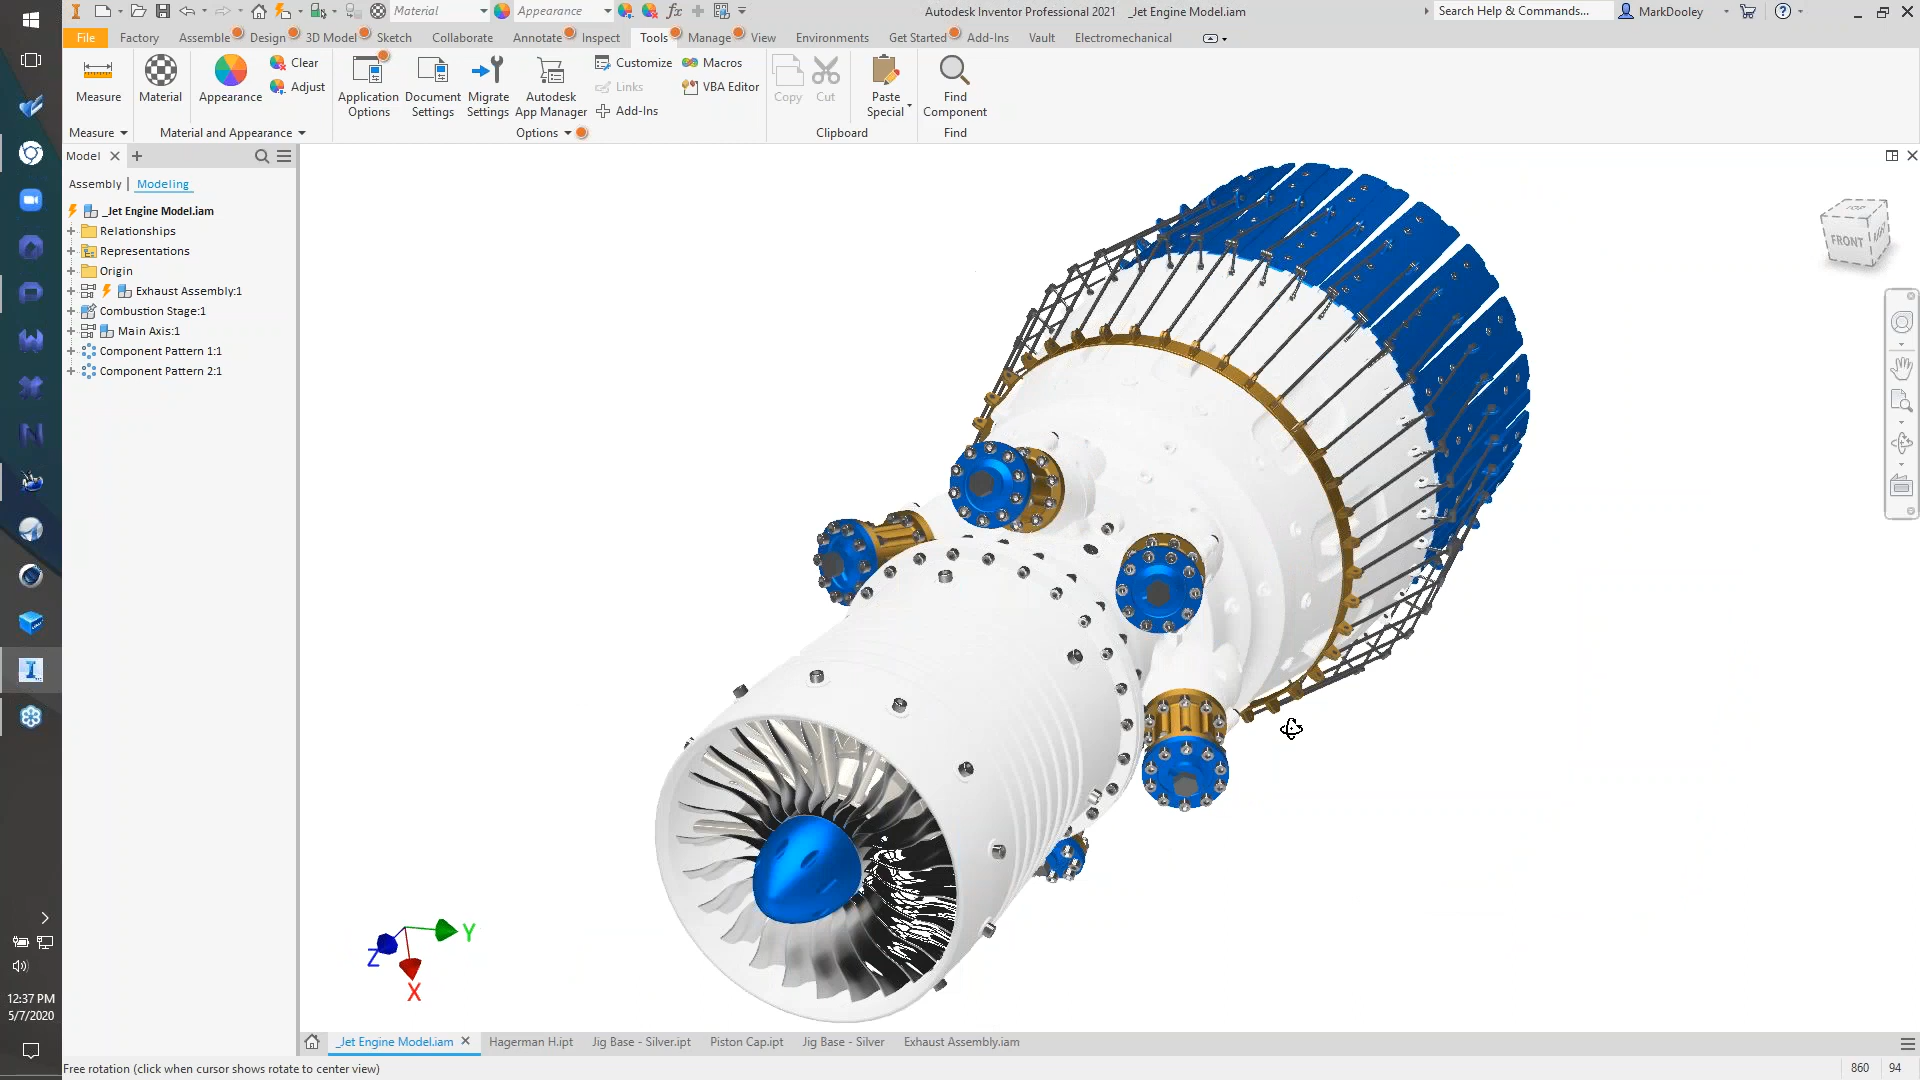 Material
Appearance
fx
Autodesk Inventor Professional 2021 _Jet Engine Model.iam
Search Help & Commands...
MarkDooley
File Factory Assemble Design 3D Model Sketch Collaborate Annotate Inspect Tools Manage View Environments Get Started Add-Ins Vault Electromechanical
Measure
Material
Appearance
Clear
Adjust
Application
Options
Document
Settings
Migrate
Settings
Autodesk
App Manager
Customize
Links
Add-Ins
Macros
VBA Editor
Copy
Cut
Paste
Special
Find
Component
Measure
Material and Appearance
Options
Clipboard
Find
Model
Assembly | Modeling
_Jet Engine Model.iam
Relationships
Representations
Origin
Exhaust Assembly:1
Combustion Stage:1
Main Axis:1
Component Pattern 1:1
Component Pattern 2:1
TOP
FRONT
RIGHT
Y
Z
X
12:37 PM
5/7/2020
_Jet Engine Model.iam
Hagerman H.ipt
Jig Base - Silver.ipt
Piston Cap.ipt
Jig Base - Silver
Exhaust Assembly.iam
Free rotation (click when cursor shows rotate to center view)
860 94